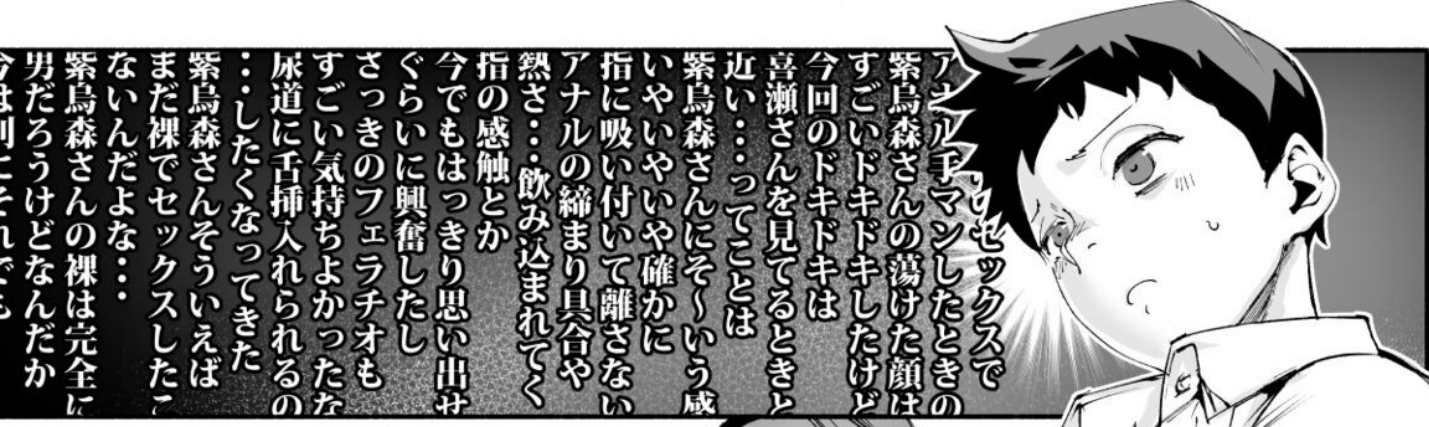 セックスで
アナル手マンしたときの
紫烏森さんの蕩けた顔は
すごいドキドキしたけど
今回のドキドキは
喜瀬さんを見てるときと
近い・・・ってことは
紫烏森さんにそ～いう感
いやいやいや確かに
指に吸い付いて離さない
アナルの締まり具合や
熱さ・・飲み込まれてく
指の感触とか
今でもはっきり思い出せ
ぐらいに興奮したし
さっきのフェラチオも
すごい気持ちよかったな
尿道に舌挿入れられるの
・・したくなってきた
紫烏森さんそういえば
まだ裸でセックスしたこ
ないんだよな・・
紫烏森さんの裸は完全に
男だろうけどなんだか
今は別にそれでも